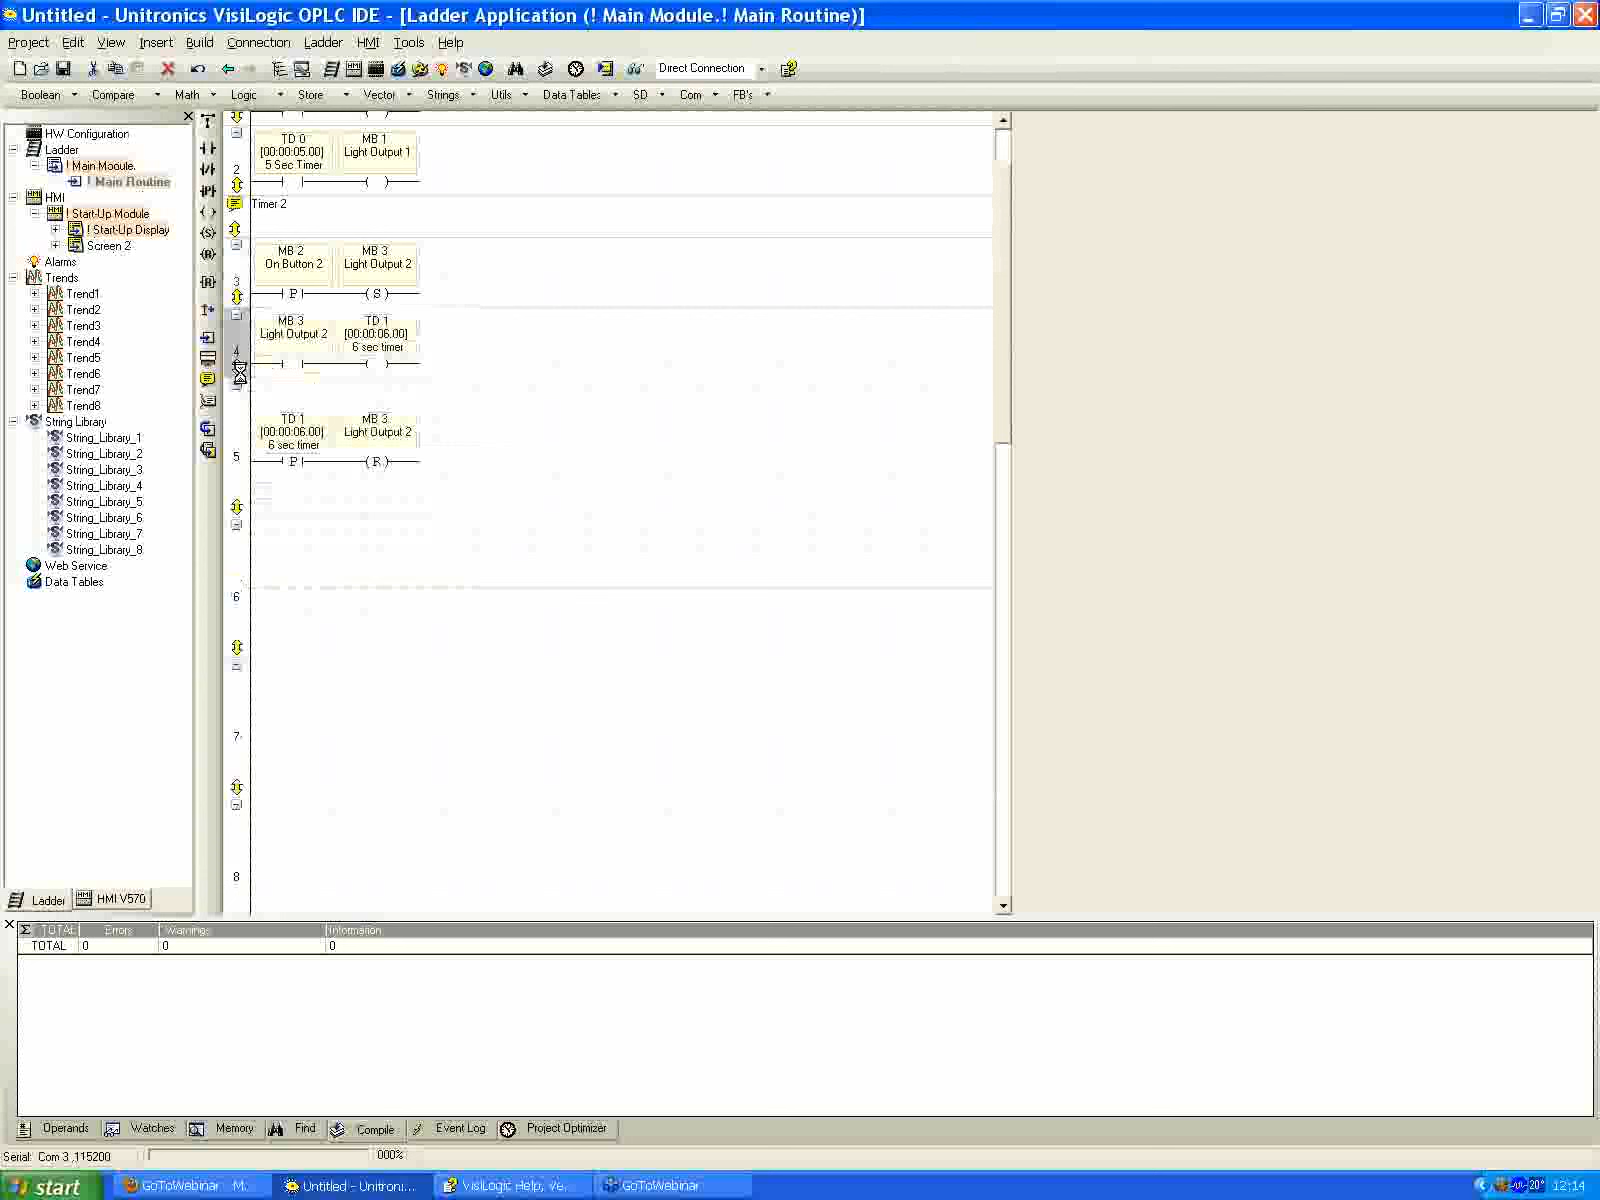 Untitled - Unitronics VisiLogic OPLC IDE - [Ladder Application (! Main Module.! Main Routine)]
Project Edit View Insert Build Connection Ladder HMI Tools Help
Direct Connection
Boolean Compare Math Logic Store Vector Strings Utils Data Tables SD Com FB's
HW Configuration
Ladder
! Main Module.
! Main Routine
HMI
! Start-Up Module
! Start-Up Display
Screen 2
Alarms
Trends
Trend1
Trend2
Trend3
Trend4
Trend5
Trend6
Trend7
Trend8
String Library
String_Library_1
String_Library_2
String_Library_3
String_Library_4
String_Library_5
String_Library_6
String_Library_7
String_Library_8
Web Service
Data Tables
Ladder HMI V570
TD 0 MB 1
[00:00:05.00] Light Output 1
5 Sec Timer
2
Timer 2
MB 2 MB 3
On Button 2 Light Output 2
3
P (S)
MB 3 TD 1
Light Output 2 [00:00:06.00]
6 sec timer
4
TD 1 MB 3
[00:00:06.00] Light Output 2
6 sec timer
5
P (R)
6
7
8
Σ TOTAL Errors Warnings Information
TOTAL 0 0 0
Operands Watches Memory Find Compile Event Log Project Optimizer
Serial: Com 3 ,115200 000%
start GoToWebinar - M... Untitled - Unitroni... VisiLogic Help, Ve... GoToWebinar 20° 12:14